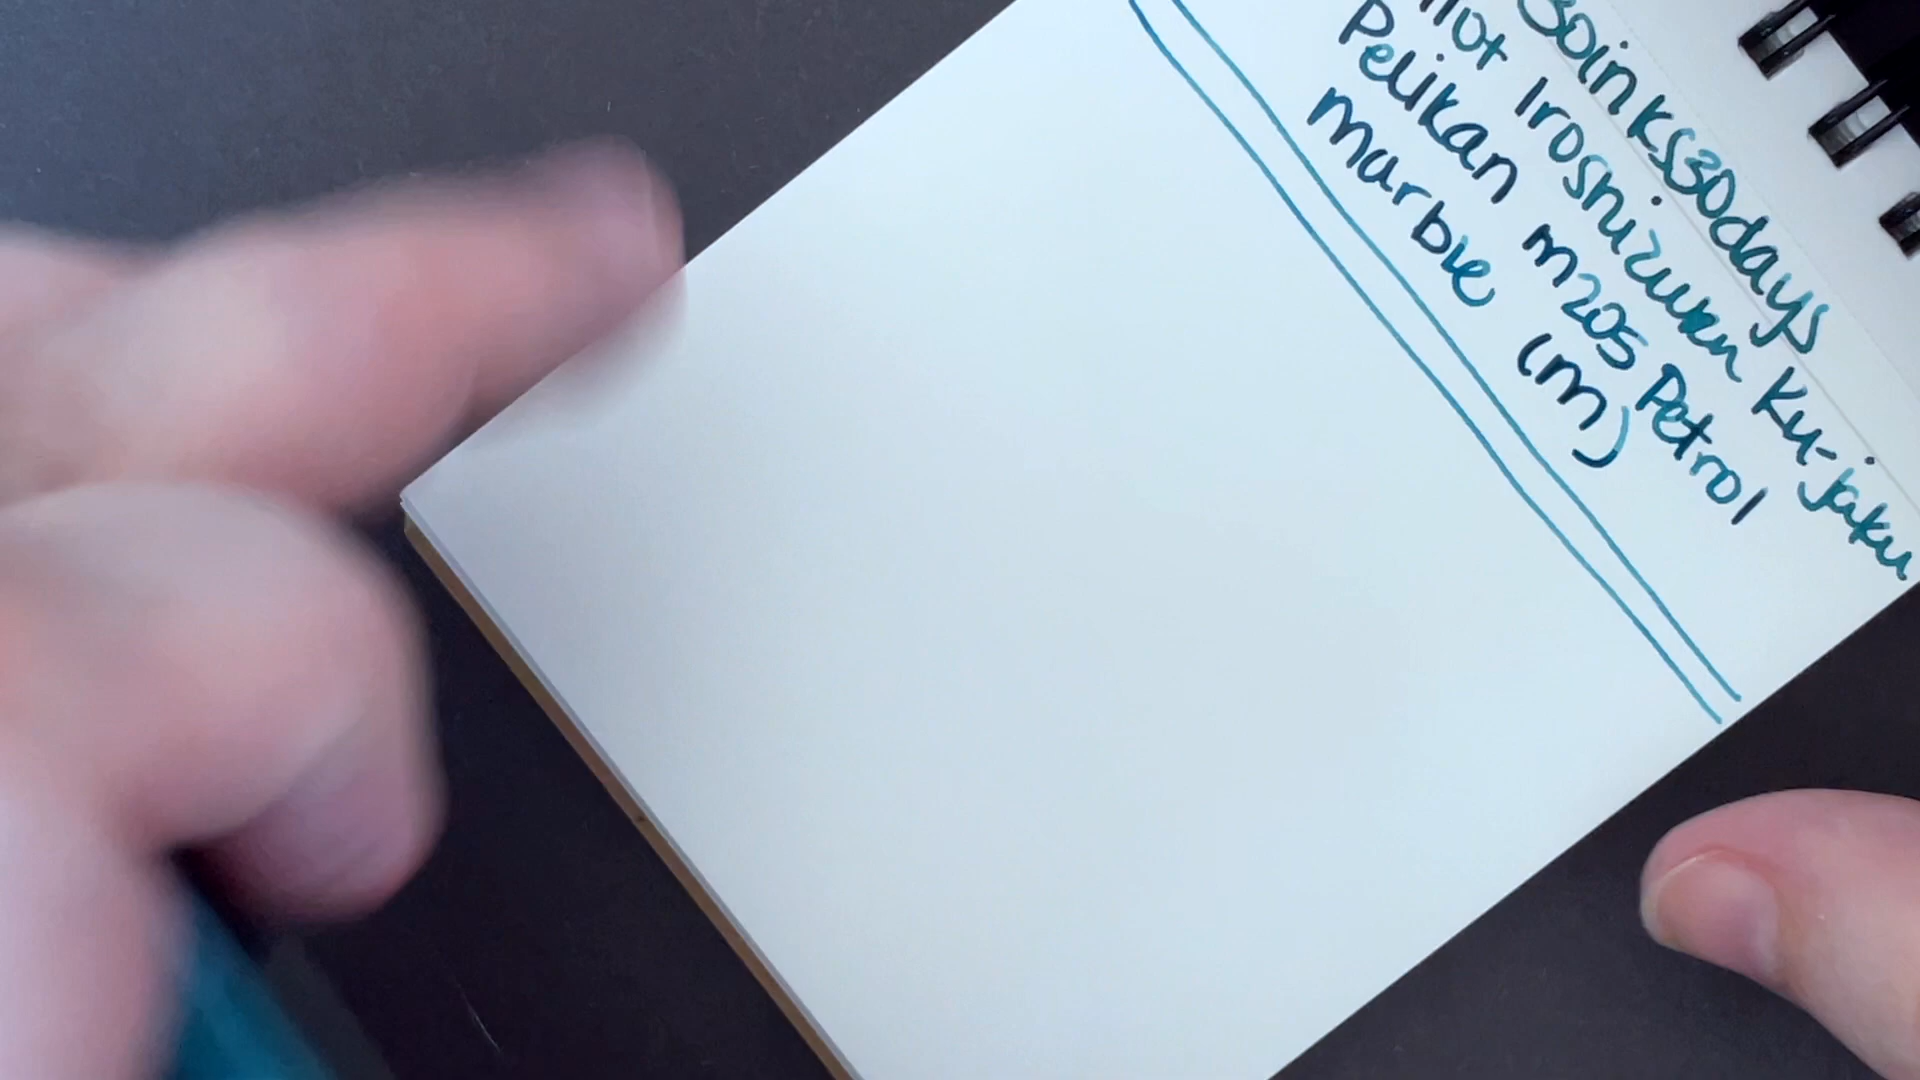 30inks30days
Iroshizuku Ku-jaku
Pelikan m205 Petrol
Marble (M)